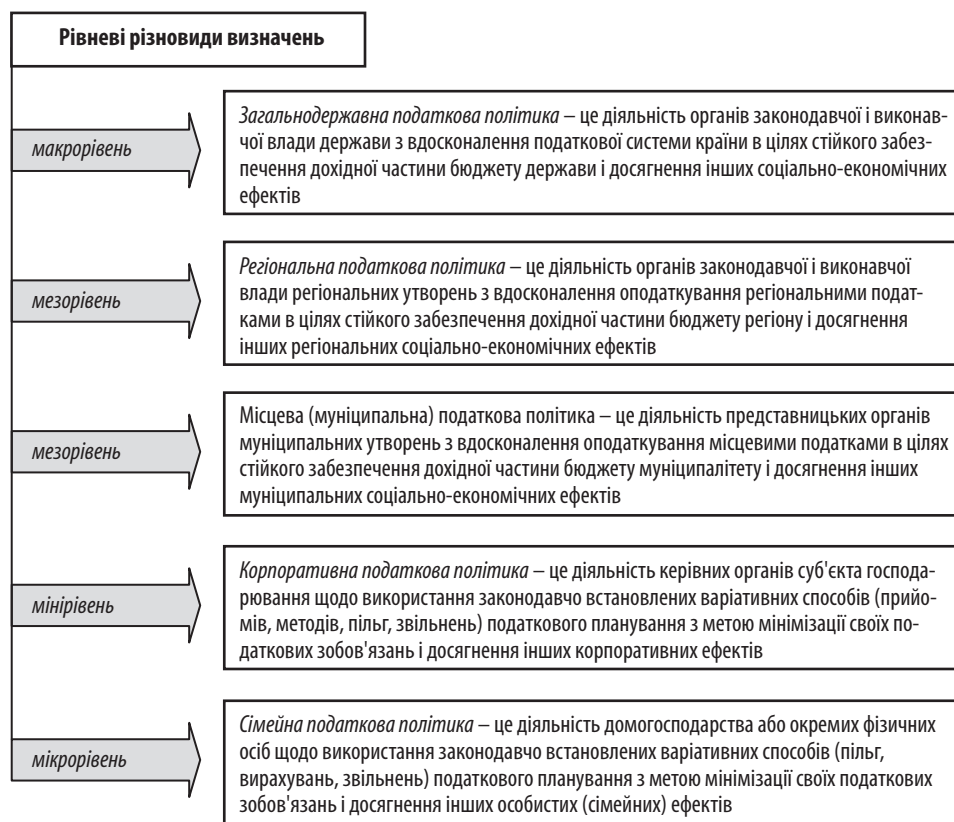 Рівневі різновиди визначень
макрорівень
Загальнодержавна податкова політика – це діяльність органів законодавчої і виконав-
чої влади держави з вдосконалення податкової системи країни в цілях стійкого забез-
печення дохідної частини бюджету держави і досягнення інших соціально-економічних
ефектів
мезорівень
Регіональна податкова політика – це діяльність органів законодавчої і виконавчої
влади регіональних утворень з вдосконалення оподаткування регіональними подат-
ками в цілях стійкого забезпечення дохідної частини бюджету регіону і досягнення
інших регіональних соціально-економічних ефектів
мезорівень
Місцева (муніципальна) податкова політика – це діяльність представницьких органів
муніципальних утворень з вдосконалення оподаткування місцевими податками в цілях
стійкого забезпечення дохідної частини бюджету муніципалітету і досягнення інших
муніципальних соціально-економічних ефектів
мінірівень
Корпоративна податкова політика – це діяльність керівних органів суб'єкта господа-
рювання щодо використання законодавчо встановлених варіативних способів (прийо-
мів, методів, пільг, звільнень) податкового планування з метою мінімізації своїх по-
даткових зобов'язань і досягнення інших корпоративних ефектів
мікрорівень
Сімейна податкова політика – це діяльність домогосподарства або окремих фізичних
осіб щодо використання законодавчо встановлених варіативних способів (пільг,
вирахувань, звільнень) податкового планування з метою мінімізації своїх податкових
зобов'язань і досягнення інших особистих (сімейних) ефектів